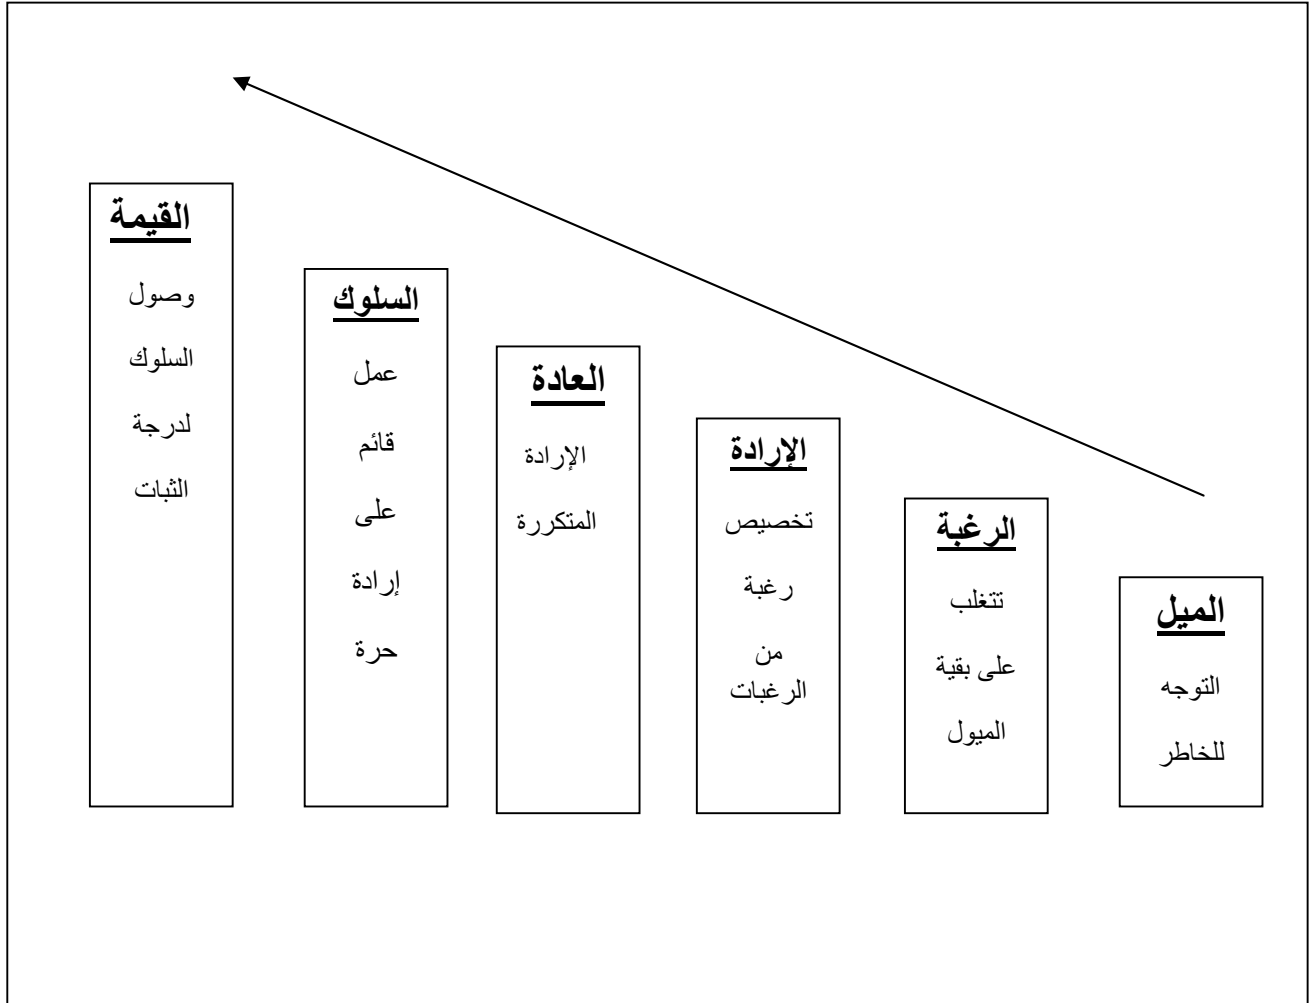 الميل
التوجه
للخاطر
الرغبة
تتغلب
على بقية
الميول
الإرادة
تخصيص
رغبة
من
الرغبات
العادة
الإرادة
المتكررة
السلوك
عمل
قائم
على
إرادة
حرة
القيمة
وصول
السلوك
لدرجة
الثبات